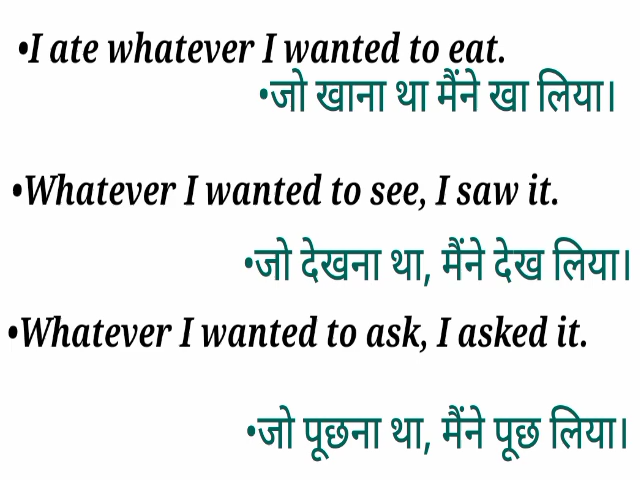 •I ate whatever I wanted to eat.
•जो खाना था मैंने खा लिया।
•Whatever I wanted to see, I saw it.
•जो देखना था, मैंने देख लिया।
•Whatever I wanted to ask, I asked it.
•जो पूछना था, मैंने पूछ लिया।